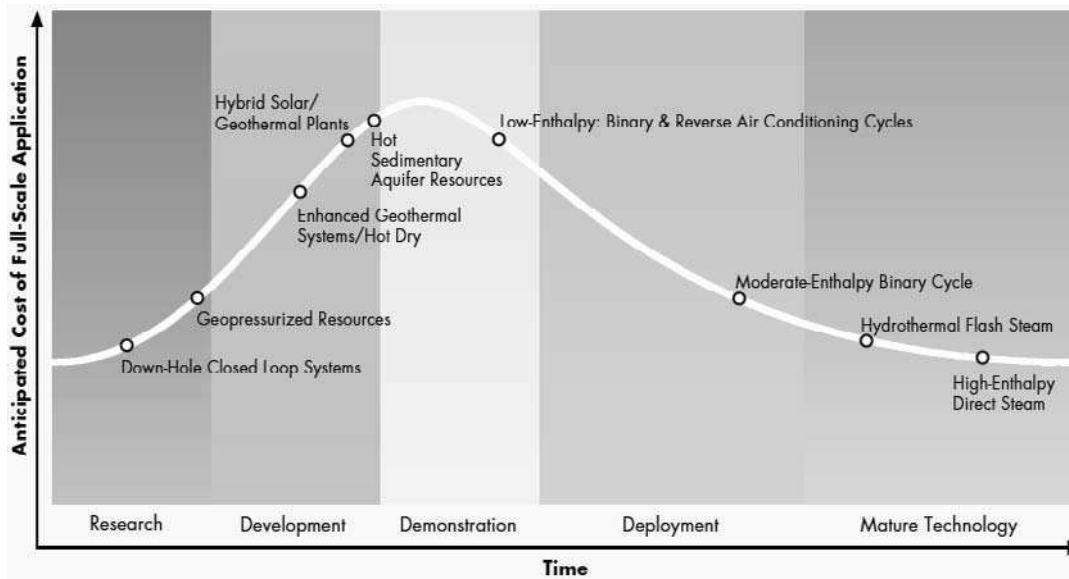 Anticipated Cost of Full-Scale Application
Hybrid Solar/
Geothermal Plants
Hot
Sedimentary
Aquifer Resources
Low-Enthalpy: Binary & Reverse Air Conditioning Cycles
Enhanced Geothermal
Systems/Hot Dry
Geopressurized Resources
Down-Hole Closed Loop Systems
Moderate-Enthalpy Binary Cycle
Hydrothermal Flash Steam
High-Enthalpy
Direct Steam
Research
Development
Demonstration
Deployment
Mature Technology
Time